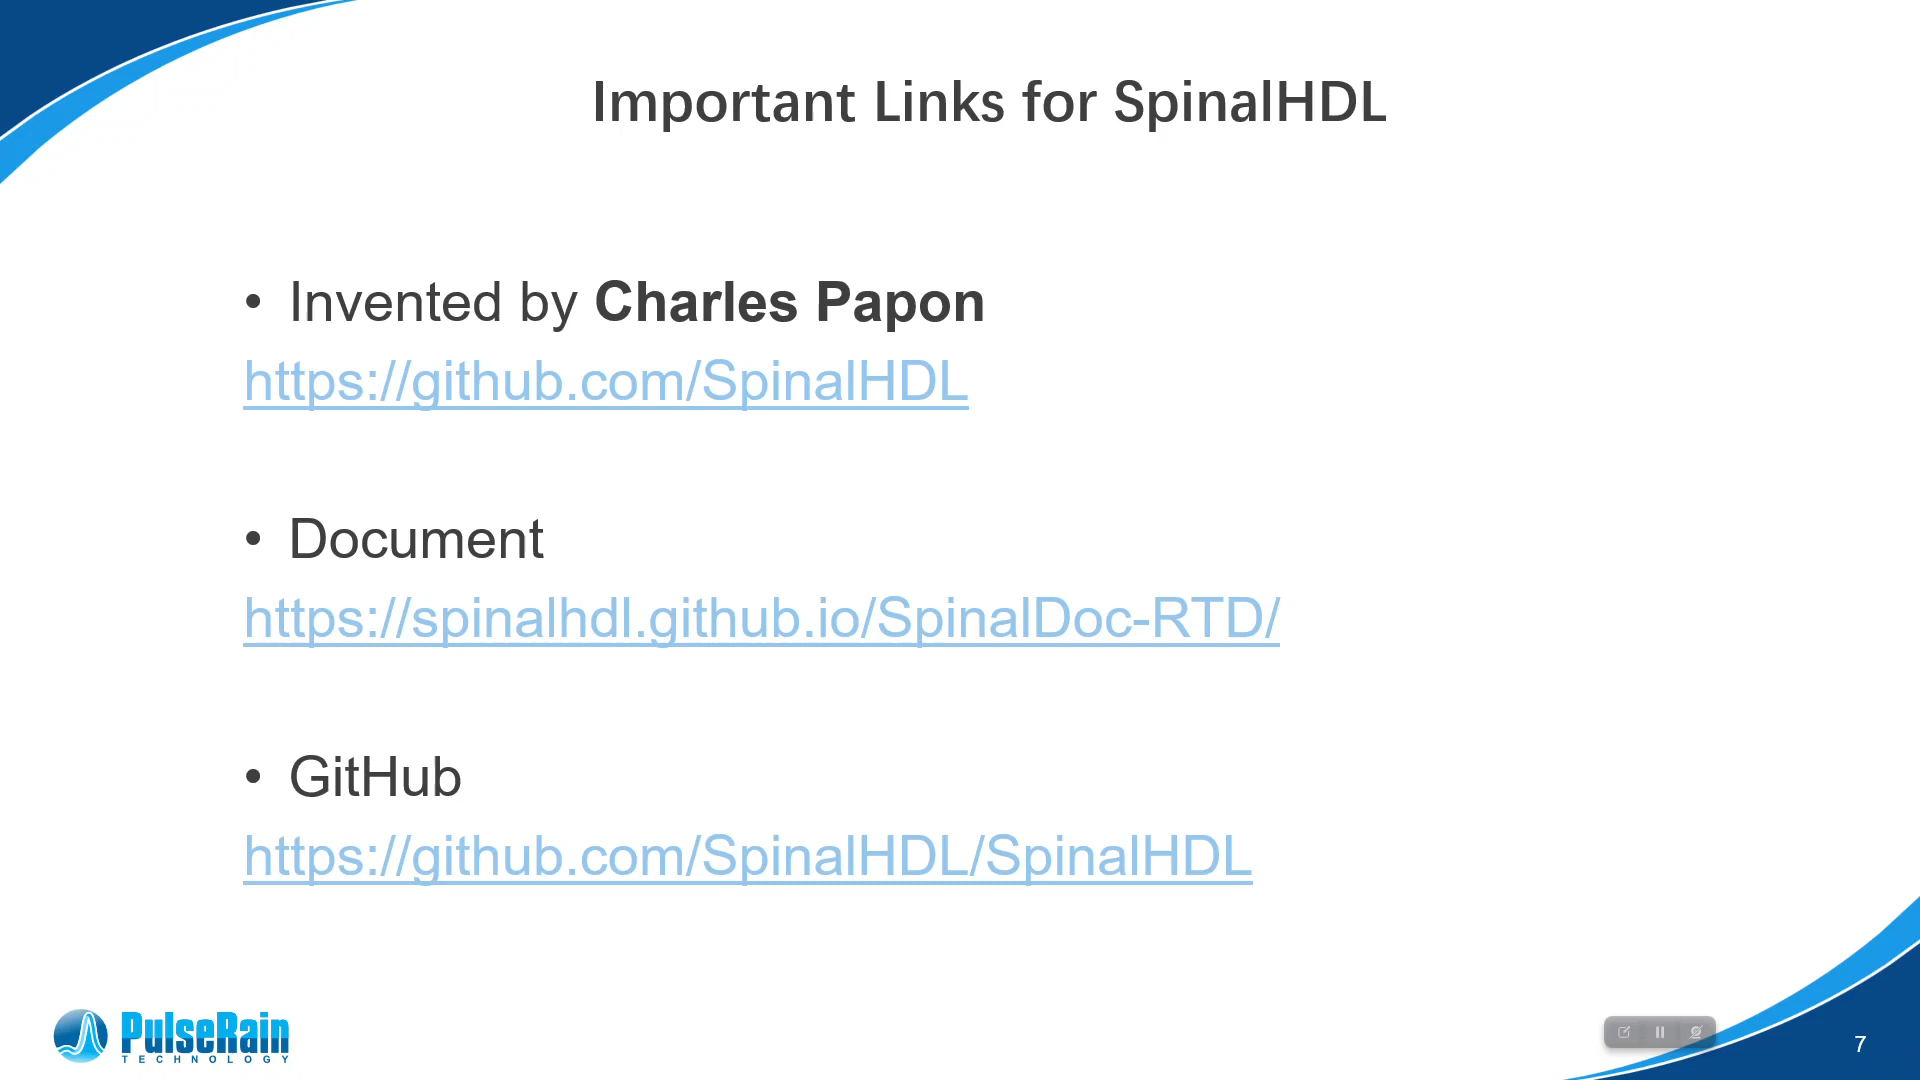 Important Links for SpinalHDL
• Invented by Charles Papon
https://github.com/SpinalHDL
• Document
https://spinalhdl.github.io/SpinalDoc-RTD/
• GitHub
https://github.com/SpinalHDL/SpinalHDL
PulseRain
TECHNOLOGY
7